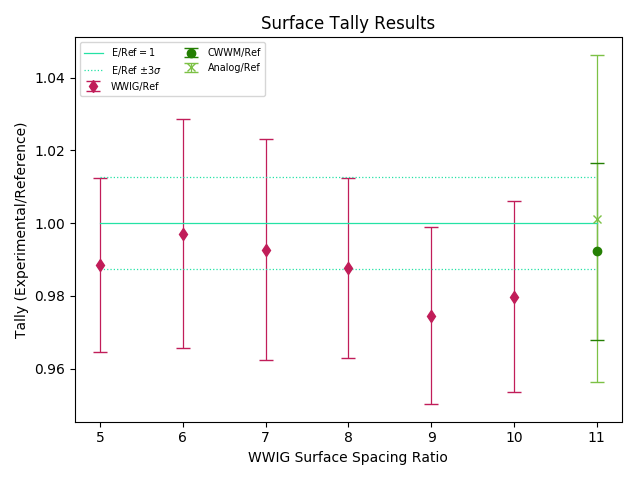 Surface Tally Results
E/Ref = 1
E/Ref ±3σ
WWIG/Ref
CWWM/Ref
Analog/Ref
Tally (Experimental/Reference)
1.04
1.02
1.00
0.98
0.96
5 6 7 8 9 10 11
WWIG Surface Spacing Ratio